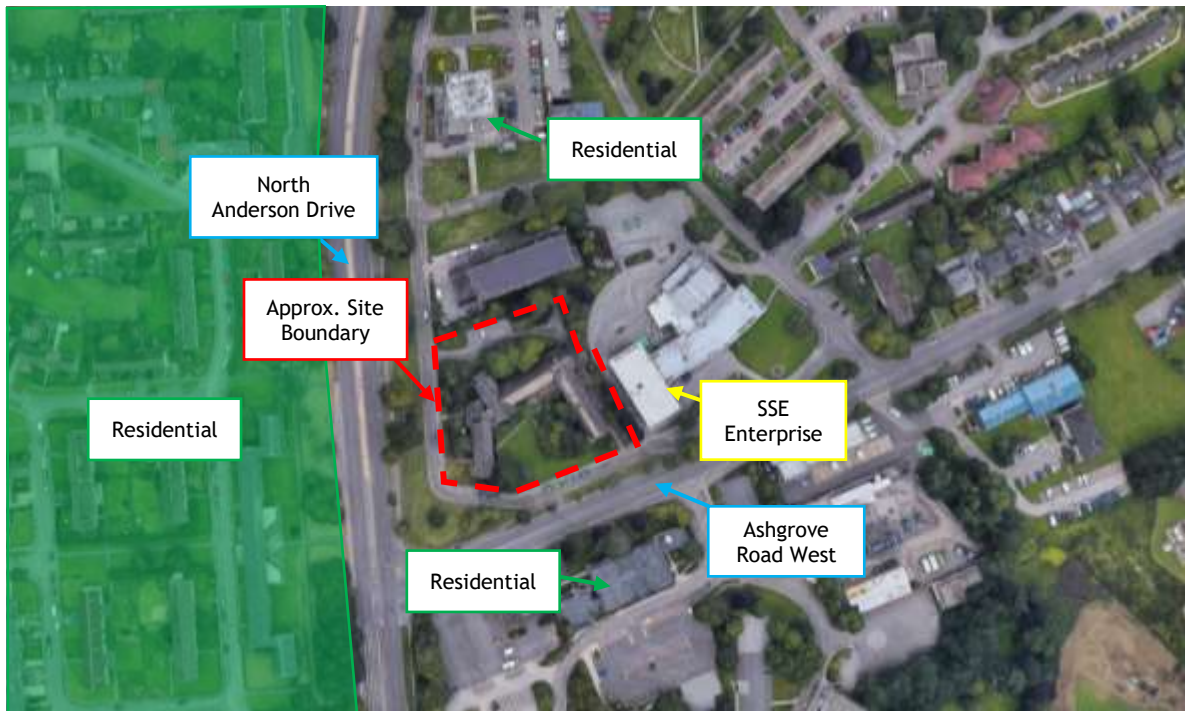 Residential
North
Anderson Drive
Approx. Site
Boundary
Residential
SSE
Enterprise
Ashgrove
Road West
Residential